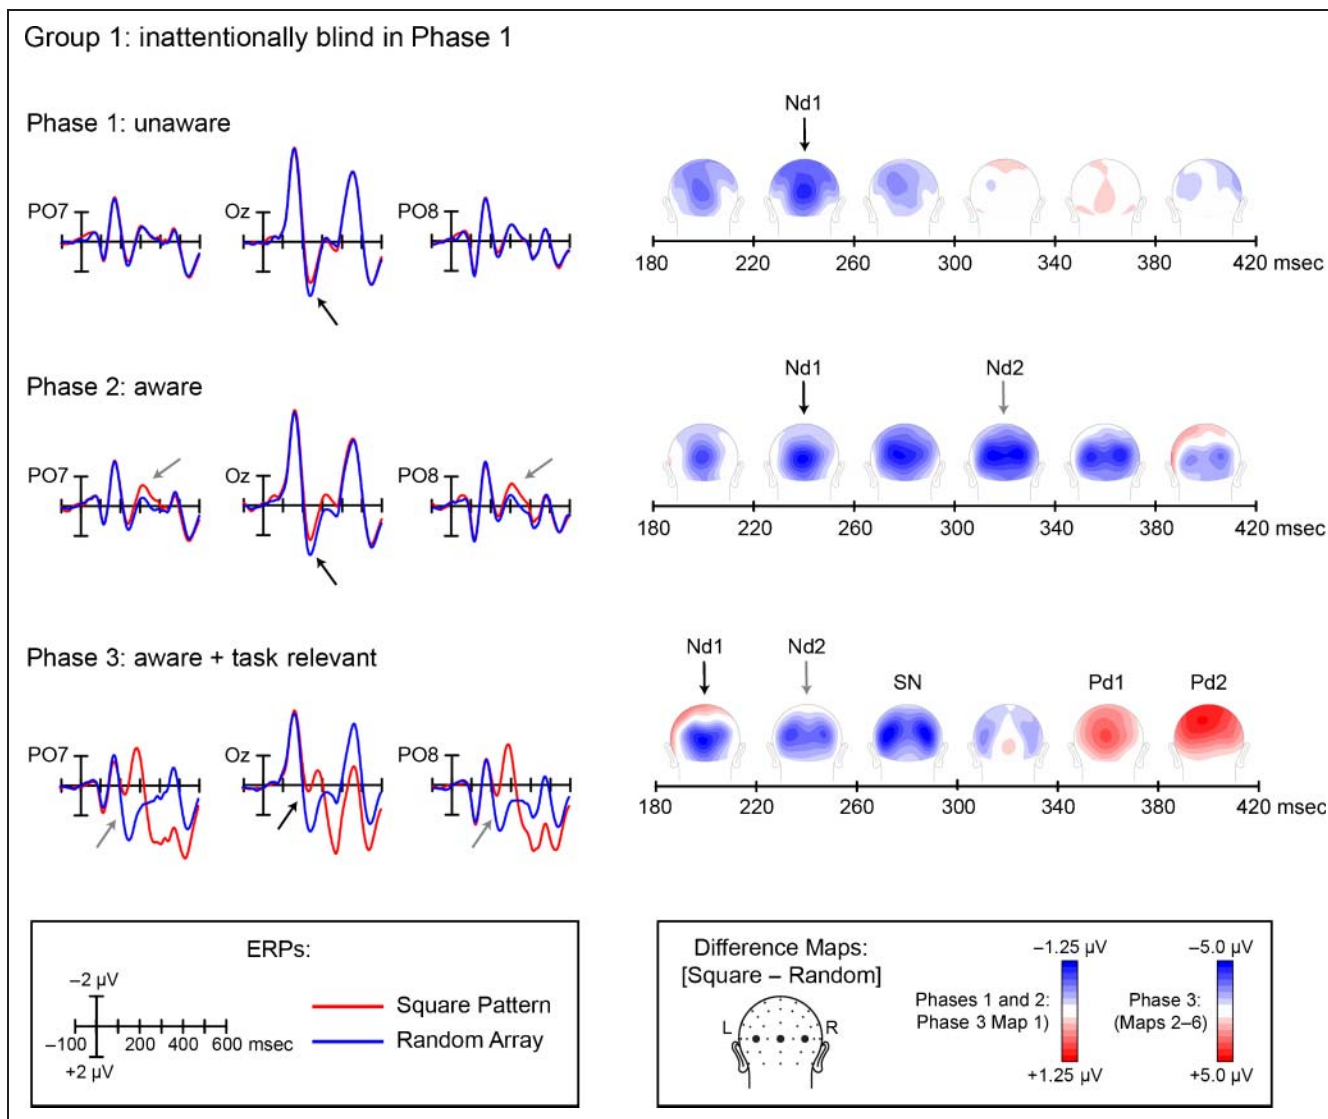 Group 1: inattentionally blind in Phase 1
Phase 1: unaware
PO7
Oz
PO8
Nd1
180 220 260 300 340 380 420 msec
Phase 2: aware
PO7
Oz
PO8
Nd1 Nd2
180 220 260 300 340 380 420 msec
Phase 3: aware + task relevant
PO7
Oz
PO8
Nd1 Nd2 SN Pd1 Pd2
180 220 260 300 340 380 420 msec
ERPs:
–2 µV
–100 200 400 600 msec
+2 µV
Square Pattern
Random Array
Difference Maps:
[Square – Random]
L R
Phases 1 and 2:
Phase 3 Map 1)
–1.25 µV
+1.25 µV
Phase 3:
(Maps 2–6)
–5.0 µV
+5.0 µV